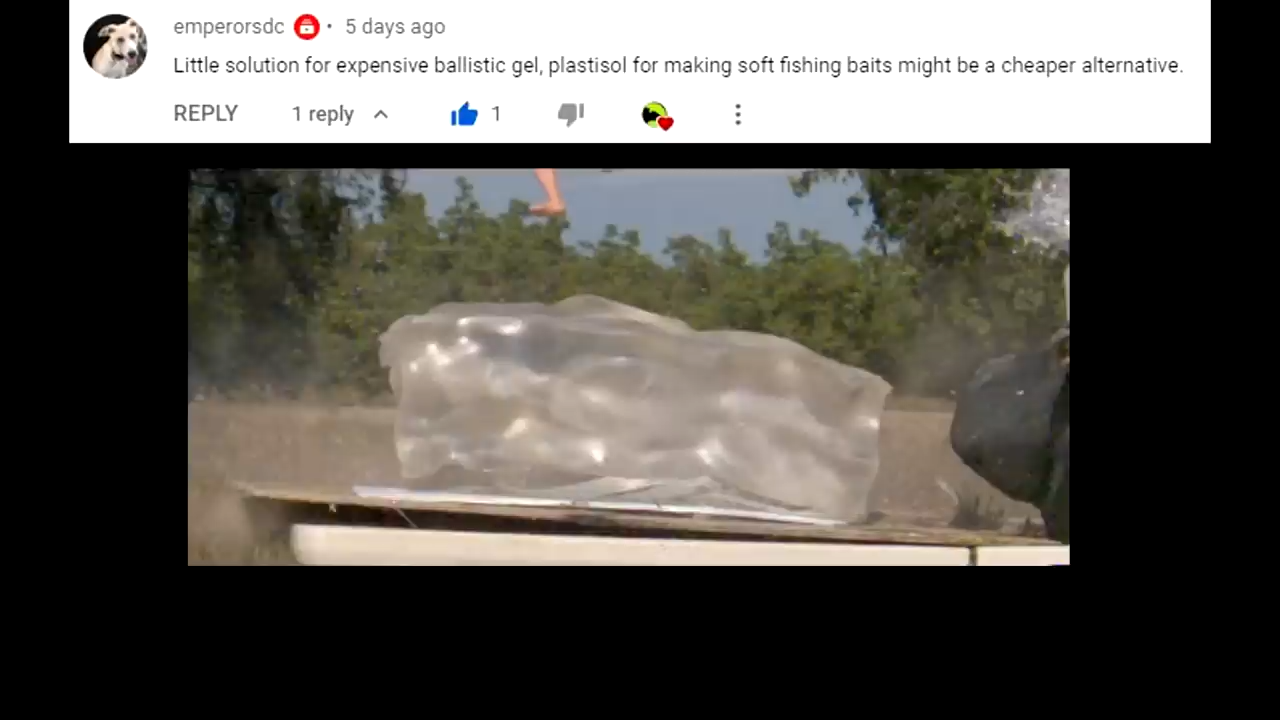 emperorsdc • 5 days ago
Little solution for expensive ballistic gel, plastisol for making soft fishing baits might be a cheaper alternative.
REPLY 1 reply 1